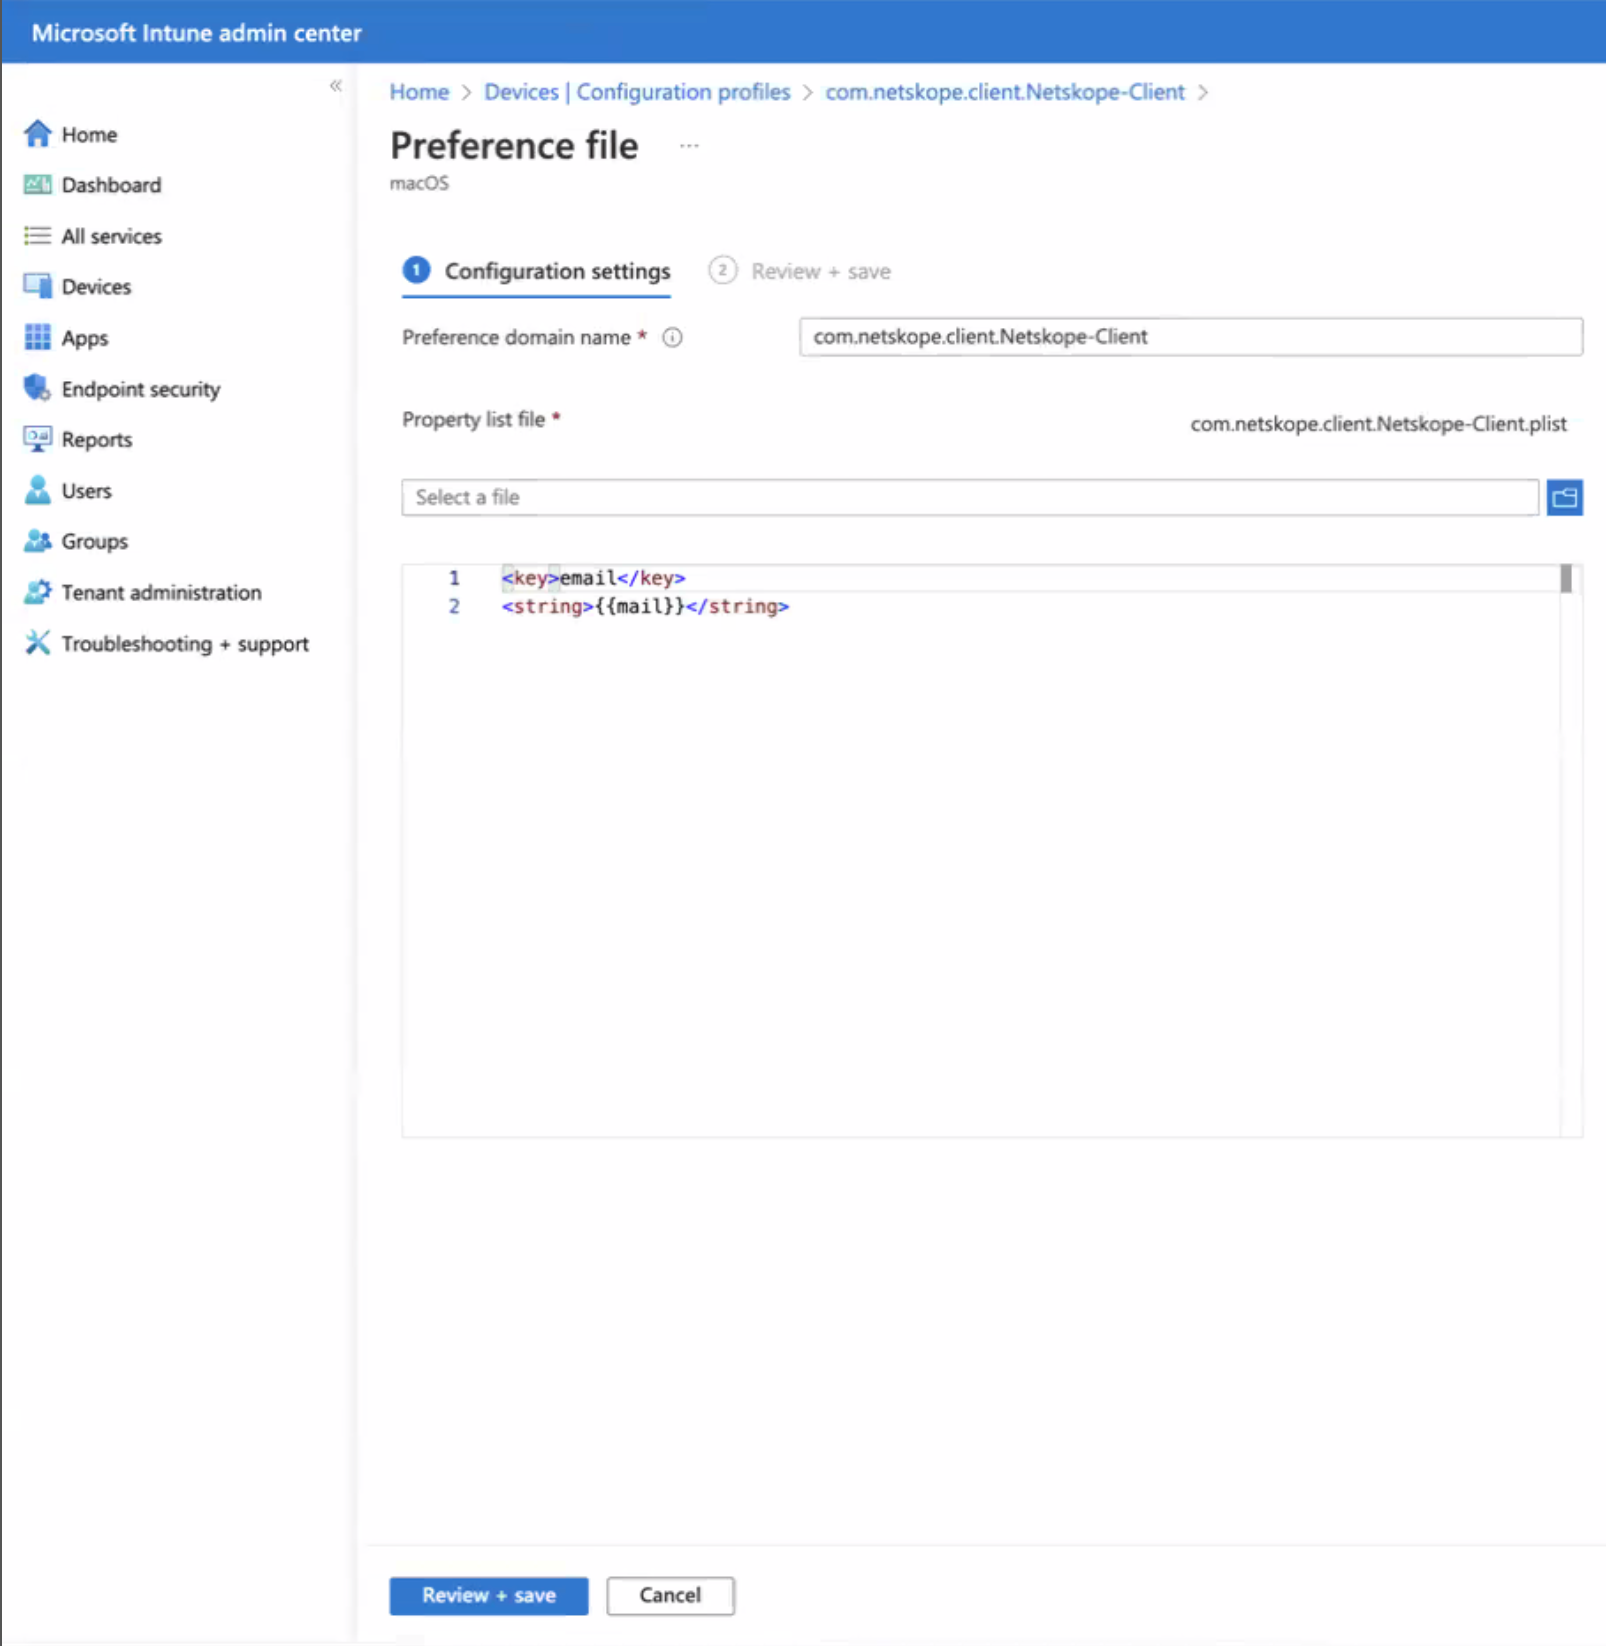 Microsoft Intune admin center
«
Home > Devices | Configuration profiles > com.netskope.client.Netskope-Client >
Home
Dashboard
All services
Devices
Apps
Endpoint security
Reports
Users
Groups
Tenant administration
Troubleshooting + support
Preference file ...
macOS
1 Configuration settings 2 Review + save
Preference domain name * com.netskope.client.Netskope-Client
Property list file * com.netskope.client.Netskope-Client.plist
Select a file
1 <key>email</key>
2 <string>{{mail}}</string>
Review + save Cancel